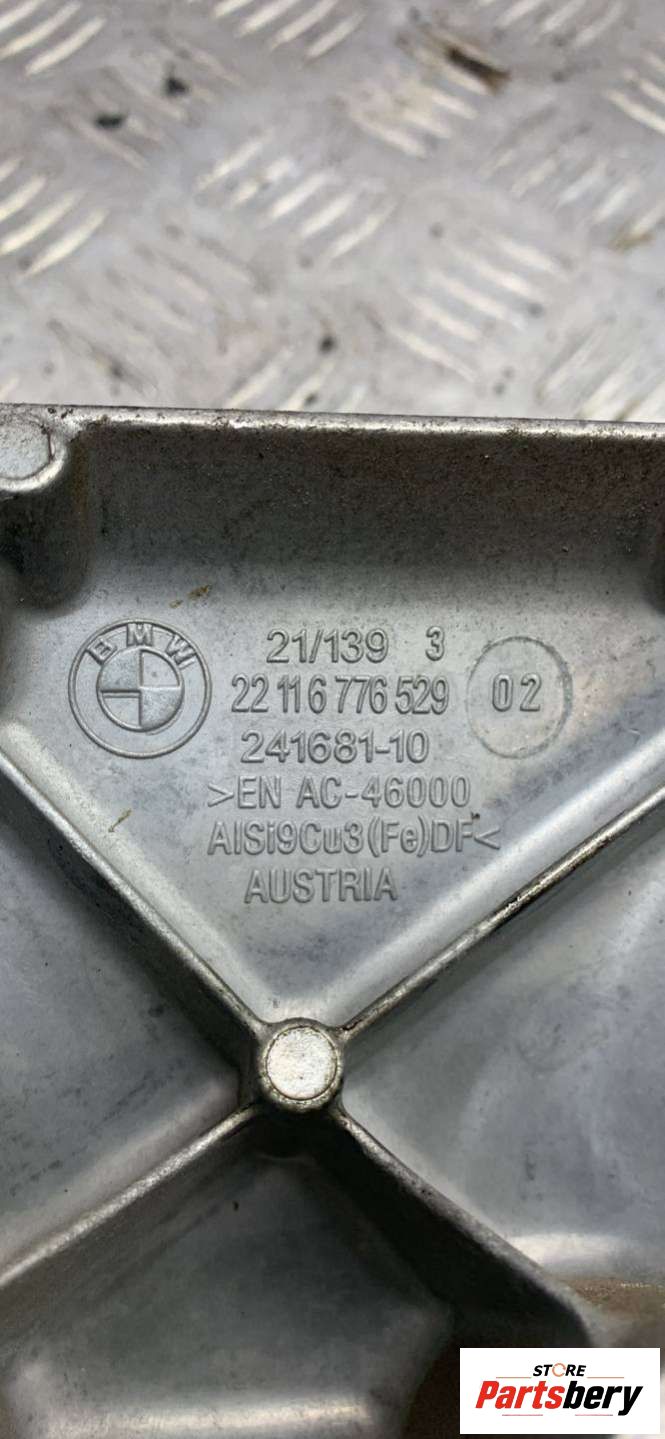 BMW
21/139 3
22 11 6 776 529 02
241681-10
>EN AC-46000
AlSi9Cu3(Fe)DF<
AUSTRIA
STORE
Partsbery